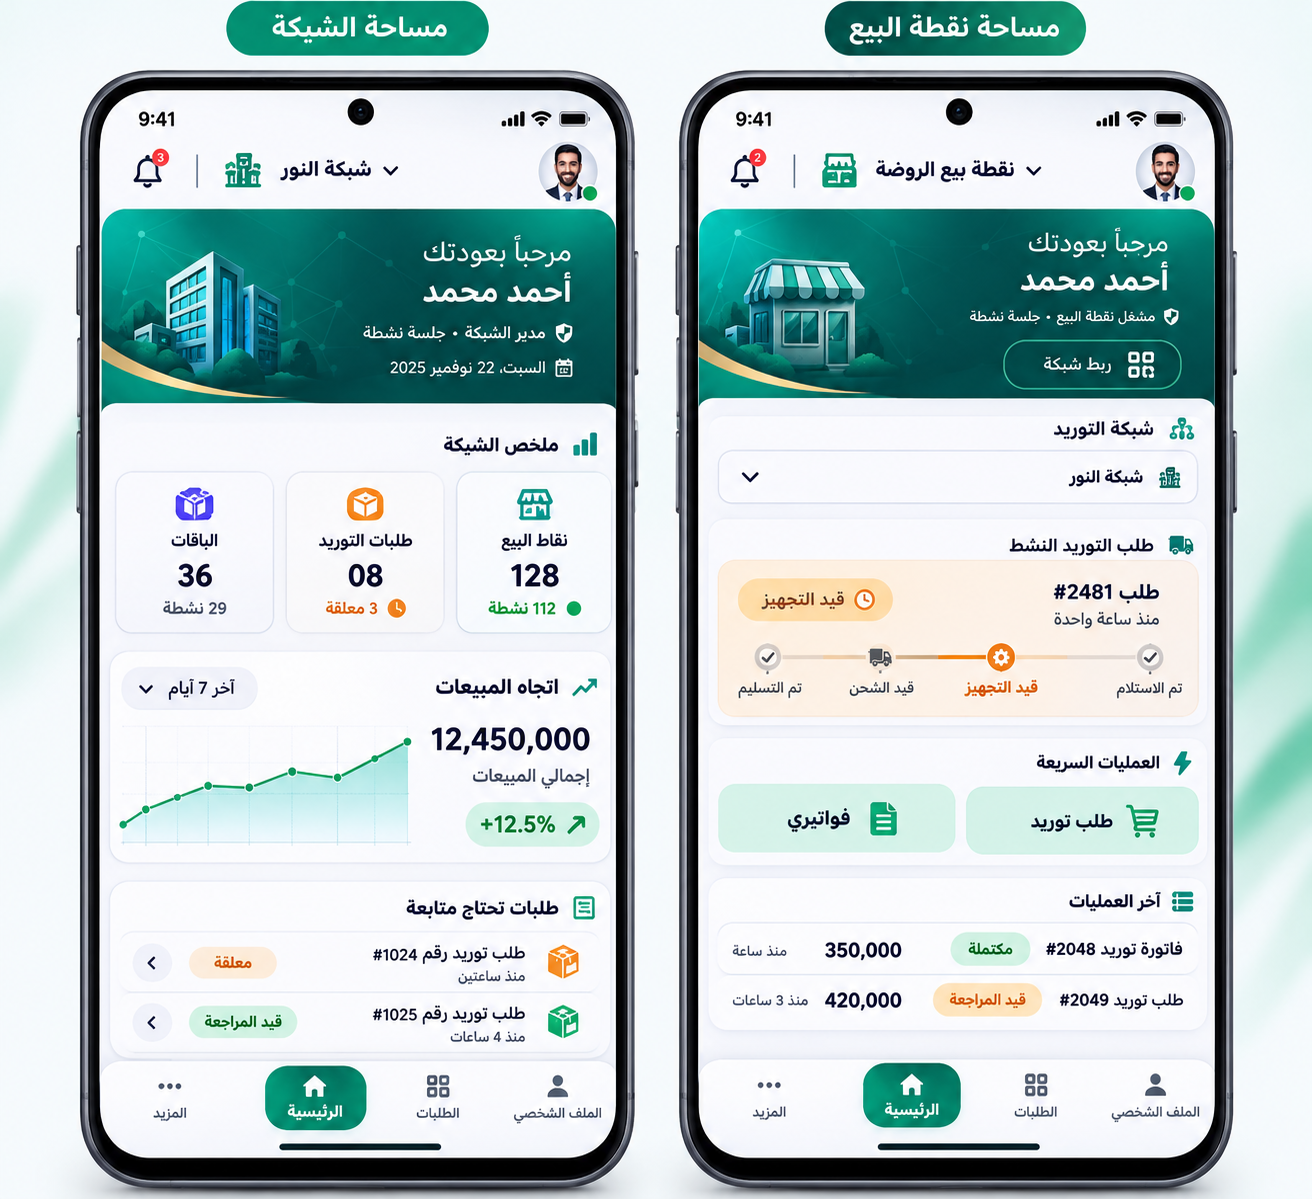 مساحة الشبكة
9:41
شبكة النور
3
مرحباً بعودتك
أحمد محمد
مدير الشبكة • جلسة نشطة
السبت، 22 نوفمبر 2025
ملخص الشبكة
نقاط البيع
128
112 نشطة
طلبات التوريد
08
3 معلقة
الباقات
36
29 نشطة
اتجاه المبيعات
آخر 7 أيام
12,450,000
إجمالي المبيعات
+12.5%
طلبات تحتاج متابعة
طلب توريد رقم 1024#
منذ ساعتين
معلقة
طلب توريد رقم 1025#
منذ 4 ساعات
قيد المراجعة
الملف الشخصي
الطلبات
الرئيسية
المزيد
مساحة نقطة البيع
9:41
نقطة بيع الروضة
2
مرحباً بعودتك
أحمد محمد
مشغل نقطة البيع • جلسة نشطة
ربط شبكة
شبكة التوريد
شبكة النور
طلب التوريد النشط
طلب 2481#
منذ ساعة واحدة
قيد التجهيز
تم الاستلام
قيد التجهيز
قيد الشحن
تم التسليم
العمليات السريعة
طلب توريد
فواتيري
آخر العمليات
فاتورة توريد 2048#
مكتملة
350,000
منذ ساعة
طلب توريد 2049#
قيد المراجعة
420,000
منذ 3 ساعات
الملف الشخصي
الطلبات
الرئيسية
المزيد